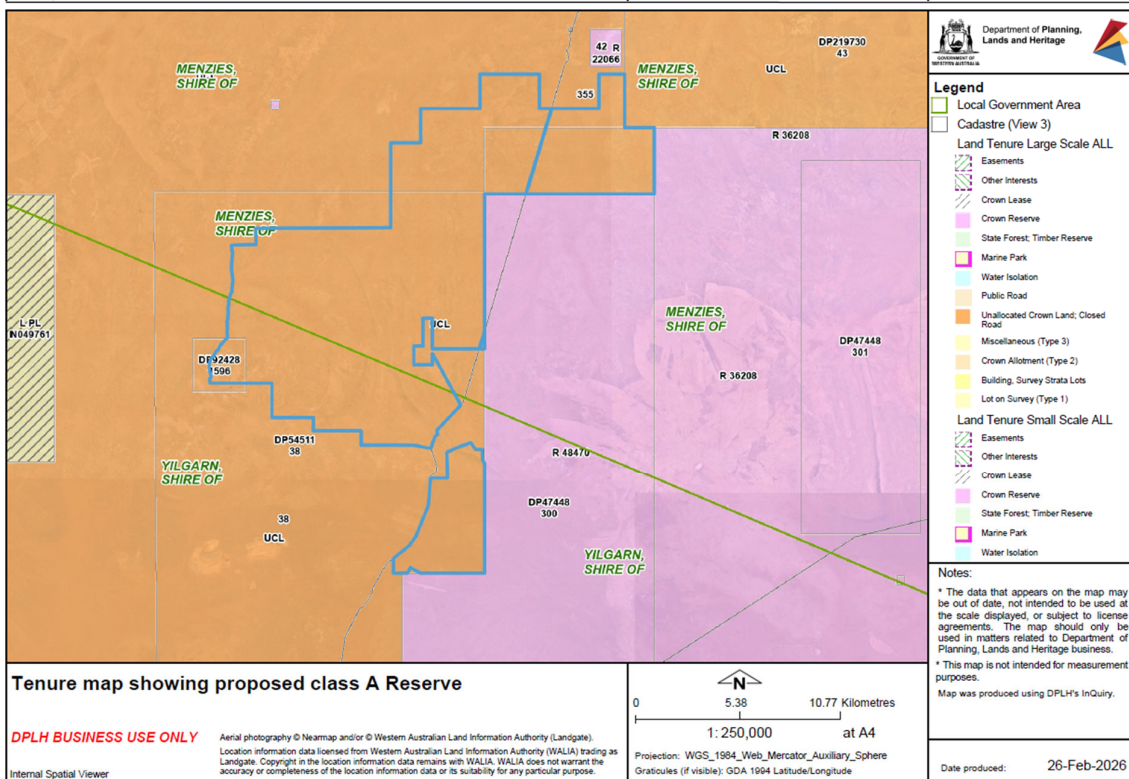 MENZIES,
SHIRE OF
42 R
22066
MENZIES,
SHIRE OF
DP219730
43
UCL
355
R 36208
MENZIES,
SHIRE OF
L PL
N049761
UCL
MENZIES,
SHIRE OF
DP92428
1596
DP47448
301
R 36208
DP54511
38
R 48470
YILGARN,
SHIRE OF
DP47448
300
38
UCL
YILGARN,
SHIRE OF
GOVERNMENT OF
WESTERN AUSTRALIA
Department of Planning,
Lands and Heritage
Legend
Local Government Area
Cadastre (View 3)
Land Tenure Large Scale ALL
Easements
Other Interests
Crown Lease
Crown Reserve
State Forest; Timber Reserve
Marine Park
Water Isolation
Public Road
Unallocated Crown Land; Closed
Road
Miscellaneous (Type 3)
Crown Allotment (Type 2)
Building, Survey Strata Lots
Lot on Survey (Type 1)
Land Tenure Small Scale ALL
Easements
Other Interests
Crown Lease
Crown Reserve
State Forest; Timber Reserve
Marine Park
Water Isolation
Notes:
* The data that appears on the map may
be out of date, not intended to be used at
the scale displayed, or subject to license
agreements. The map should only be
used in matters related to Department of
Planning, Lands and Heritage business.
* This map is not intended for measurement
purposes.
Map was produced using DPLH's InQuiry.
Date produced: 26-Feb-2026
Tenure map showing proposed class A Reserve
DPLH BUSINESS USE ONLY
Internal Spatial Viewer
Aerial photography © Nearmap and/or © Western Australian Land Information Authority (Landgate).
Location information data licensed from Western Australian Land Information Authority (WALIA) trading as
Landgate. Copyright in the location information data remains with WALIA. WALIA does not warrant the
accuracy or completeness of the location information data or its suitability for any particular purpose.
N
0 5.38 10.77 Kilometres
1: 250,000 at A4
Projection: WGS_1984_Web_Mercator_Auxiliary_Sphere
Graticules (if visible): GDA 1994 Latitude/Longitude